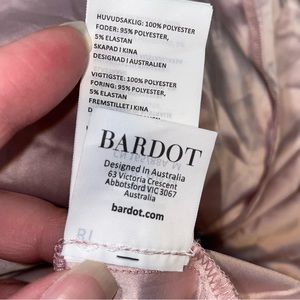 HUVUDSAKLIG: 100% POLYESTER
FODER: 95% POLYESTER,
5% ELASTAN
SKAPAD I KINA
DESIGNAD I AUSTRALIEN
VIGTIGSTE: 100% POLYESTER
FORING: 95% POLYESTER,
5% ELASTAN
FREMSTILLET I KINA
BARDOT
Designed In Australia
63 Victoria Crescent
Abbotsford VIC 3067
Australia
bardot.com